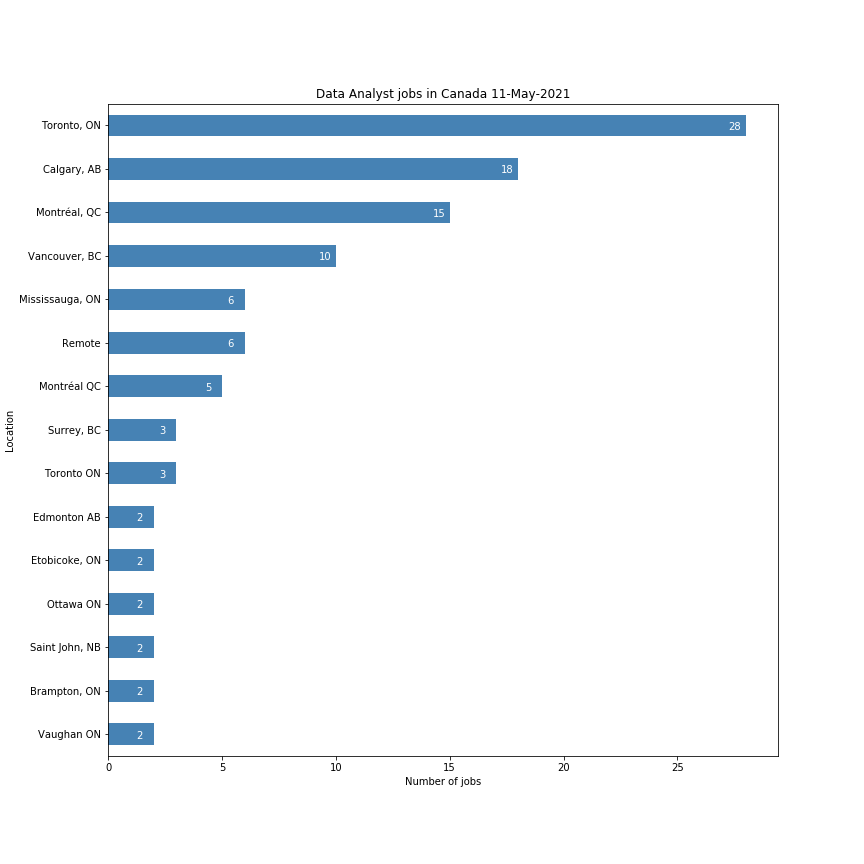 Data Analyst jobs in Canada 11-May-2021
Toronto, ON 28
Calgary, AB 18
Montréal, QC 15
Vancouver, BC 10
Mississauga, ON 6
Remote 6
Montréal QC 5
Surrey, BC 3
Toronto ON 3
Edmonton AB 2
Etobicoke, ON 2
Ottawa ON 2
Saint John, NB 2
Brampton, ON 2
Vaughan ON 2
Location
0 5 10 15 20 25
Number of jobs